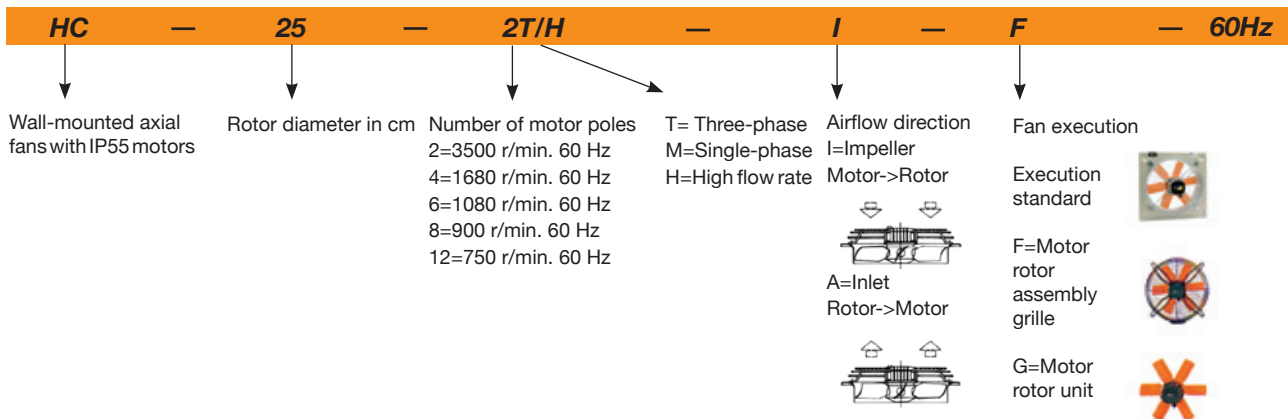 HC — 25 — 2T/H — I — F — 60Hz
Wall-mounted axial
fans with IP55 motors
Rotor diameter in cm
Number of motor poles
2=3500 r/min. 60 Hz
4=1680 r/min. 60 Hz
6=1080 r/min. 60 Hz
8=900 r/min. 60 Hz
12=750 r/min. 60 Hz
T= Three-phase
M=Single-phase
H=High flow rate
Airflow direction
I=Impeller
Motor->Rotor
A=Inlet
Rotor->Motor
Fan execution
Execution
standard
F=Motor
rotor
assembly
grille
G=Motor
rotor unit